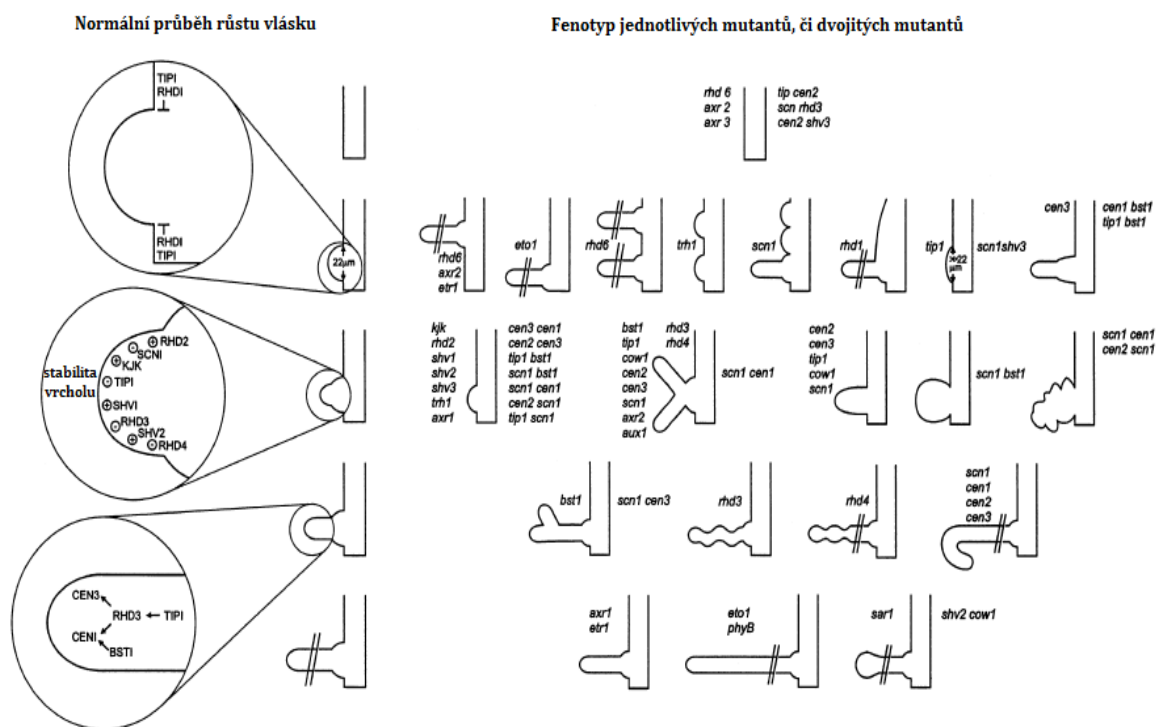 Normální průběh růstu vlásku
Fenotyp jednotlivých mutantů, či dvojitých mutantů
TIPI
RHDI
RHDI
TIPI
22µm
rhd 6
axr 2
axr 3
tip cen2
scn rhd3
cen2 shv3
rhd6
axr2
etr1
eto1
rhd6
trh1
scn1
rhd1
tip1
»22
µm
scn1shv3
cen3
cen1 bst1
tip1 bst1
stabilita
vrcholu
RHD2
SCNI
KJK
TIPI
SHVI
RHD3
SHV2
RHD4
kjk
rhd2
shv1
shv2
shv3
trh1
axr1
cen3 cen1
cen2 cen3
tip1 bst1
scn1 bst1
scn1 cen1
cen2 scn1
tip1 scn1
bst1
tip1
cow1
cen2
cen3
scn1
axr2
aux1
rhd3
rhd4
scn1 cen1
cen2
cen3
tip1
cow1
scn1
scn1 bst1
scn1 cen1
cen2 scn1
bst1
scn1 cen3
rhd3
rhd4
scn1
cen1
cen2
cen3
CEN3
RHD3
TIPI
CENI
BSTI
axr1
etr1
eto1
phyB
sar1
shv2 cow1